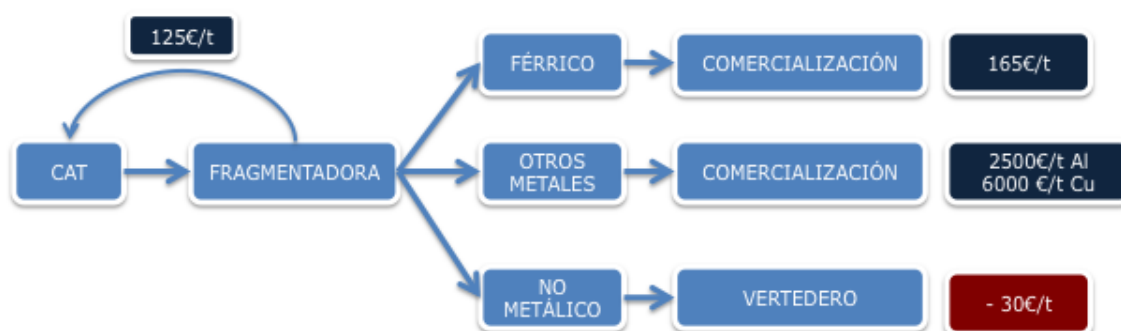 125€/t
FÉRRICO
COMERCIALIZACIÓN
165€/t
CAT
FRAGMENTADORA
OTROS
METALES
COMERCIALIZACIÓN
2500€/t Al
6000 €/t Cu
NO
METÁLICO
VERTEDERO
- 30€/t